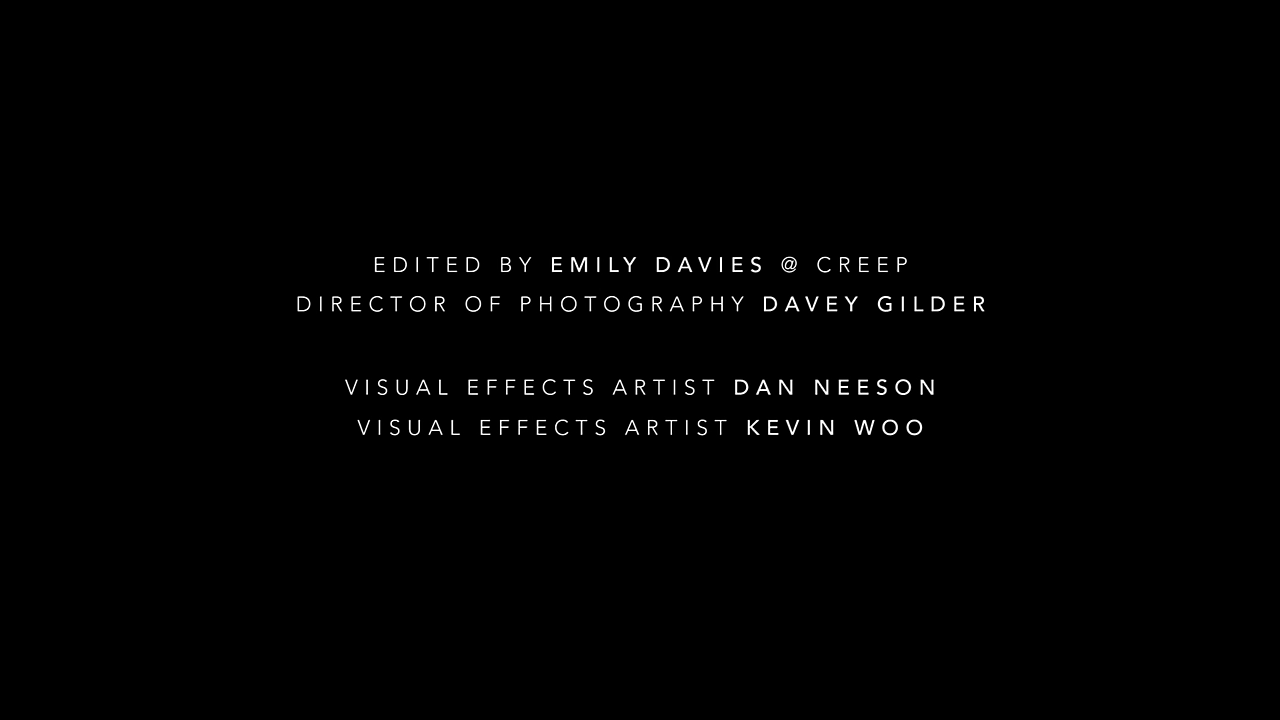 EDITED BY EMILY DAVIES @ CREEP
DIRECTOR OF PHOTOGRAPHY DAVEY GILDER
VISUAL EFFECTS ARTIST DAN NEESON
VISUAL EFFECTS ARTIST KEVIN WOO